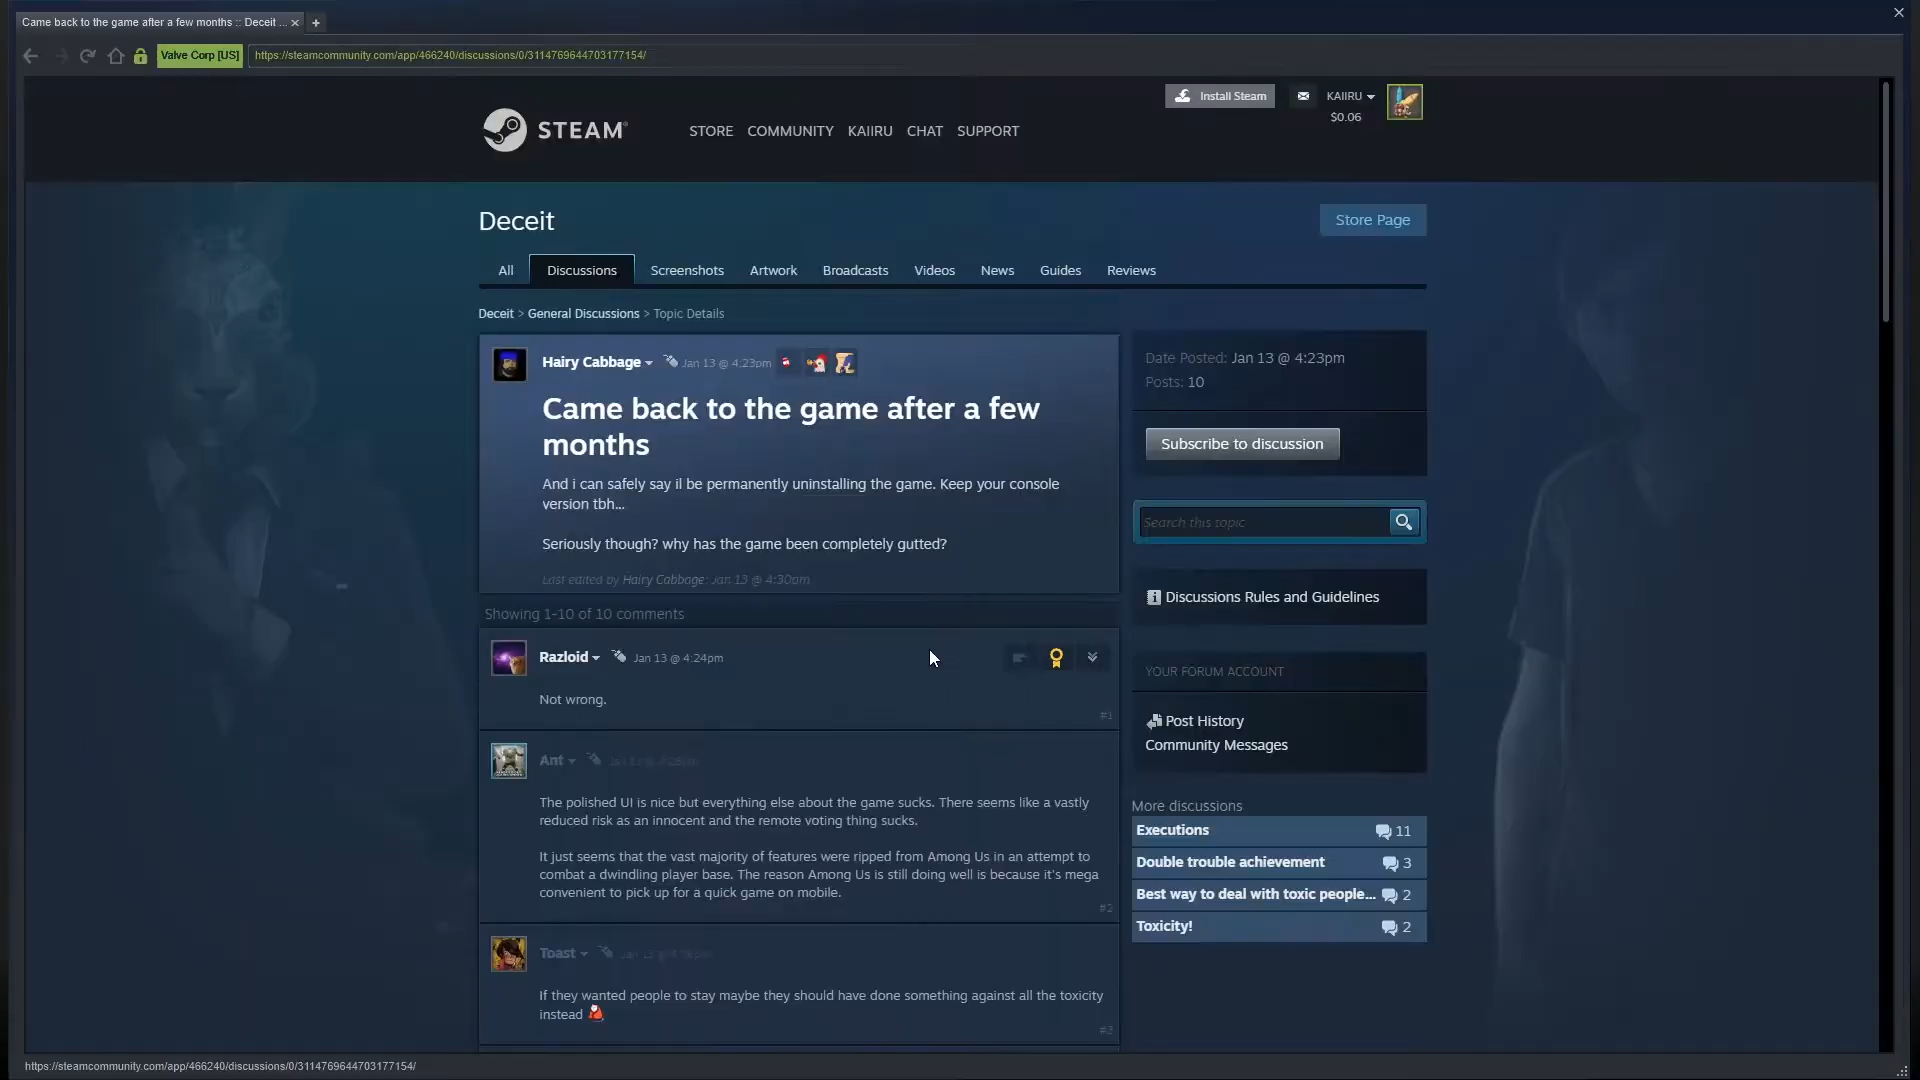 Came back to the game after a few months :: Deceit ...
Valve Corp [US]
https://steamcommunity.com/app/466240/discussions/0/3114769644703177154/
Install Steam
KAIIRU
$0.06
STEAM
STORE COMMUNITY KAIIRU CHAT SUPPORT
Deceit
Store Page
All Discussions Screenshots Artwork Broadcasts Videos News Guides Reviews
Deceit > General Discussions > Topic Details
Hairy Cabbage Jan 13 @ 4:23pm
Came back to the game after a few
months
And i can safely say il be permanently uninstalling the game. Keep your console
version tbh...
Seriously though? why has the game been completely gutted?
Last edited by Hairy Cabbage; Jan 13 @ 4:30pm
Showing 1-10 of 10 comments
Razloid Jan 13 @ 4:24pm
Not wrong.
#1
Ant
The polished UI is nice but everything else about the game sucks. There seems like a vastly
reduced risk as an innocent and the remote voting thing sucks.
It just seems that the vast majority of features were ripped from Among Us in an attempt to
combat a dwindling player base. The reason Among Us is still doing well is because it's mega
convenient to pick up for a quick game on mobile.
#2
Toast
If they wanted people to stay maybe they should have done something against all the toxicity
instead
#3
Date Posted: Jan 13 @ 4:23pm
Posts: 10
Subscribe to discussion
Search this topic
Discussions Rules and Guidelines
YOUR FORUM ACCOUNT
Post History
Community Messages
More discussions
Executions 11
Double trouble achievement 3
Best way to deal with toxic people... 2
Toxicity! 2
https://steamcommunity.com/app/466240/discussions/0/3114769644703177154/